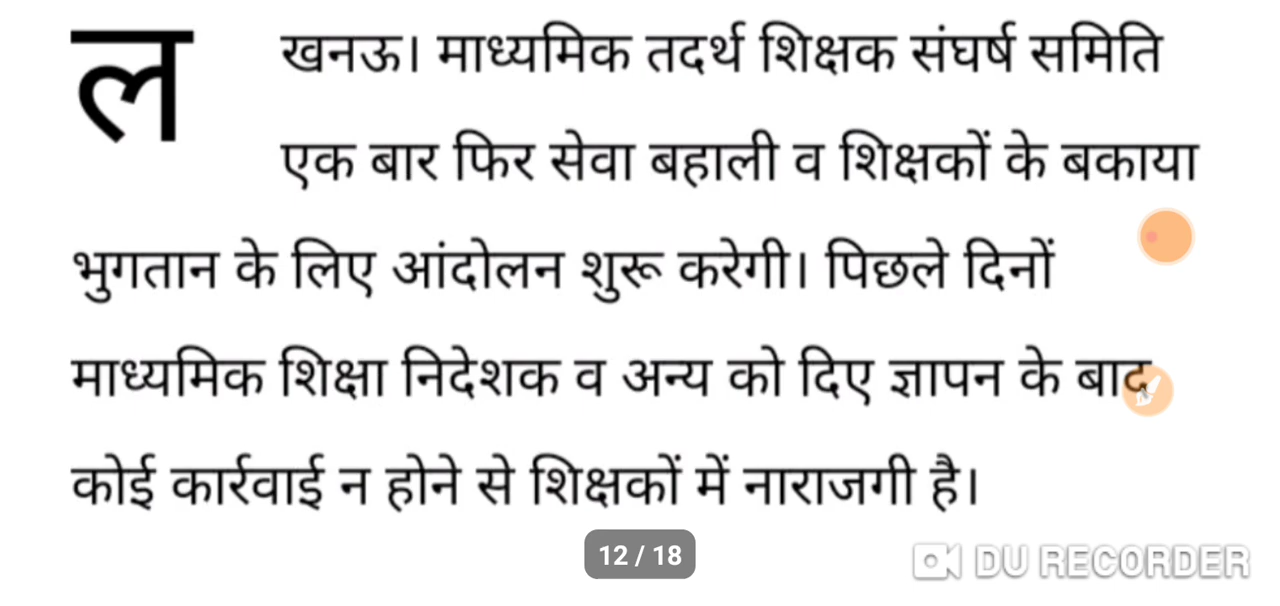 लखनऊ। माध्यमिक तदर्थ शिक्षक संघर्ष समिति
एक बार फिर सेवा बहाली व शिक्षकों के बकाया
भुगतान के लिए आंदोलन शुरू करेगी। पिछले दिनों
माध्यमिक शिक्षा निदेशक व अन्य को दिए ज्ञापन के बाद
कोई कार्रवाई न होने से शिक्षकों में नाराजगी है।
12 / 18
DU RECORDER